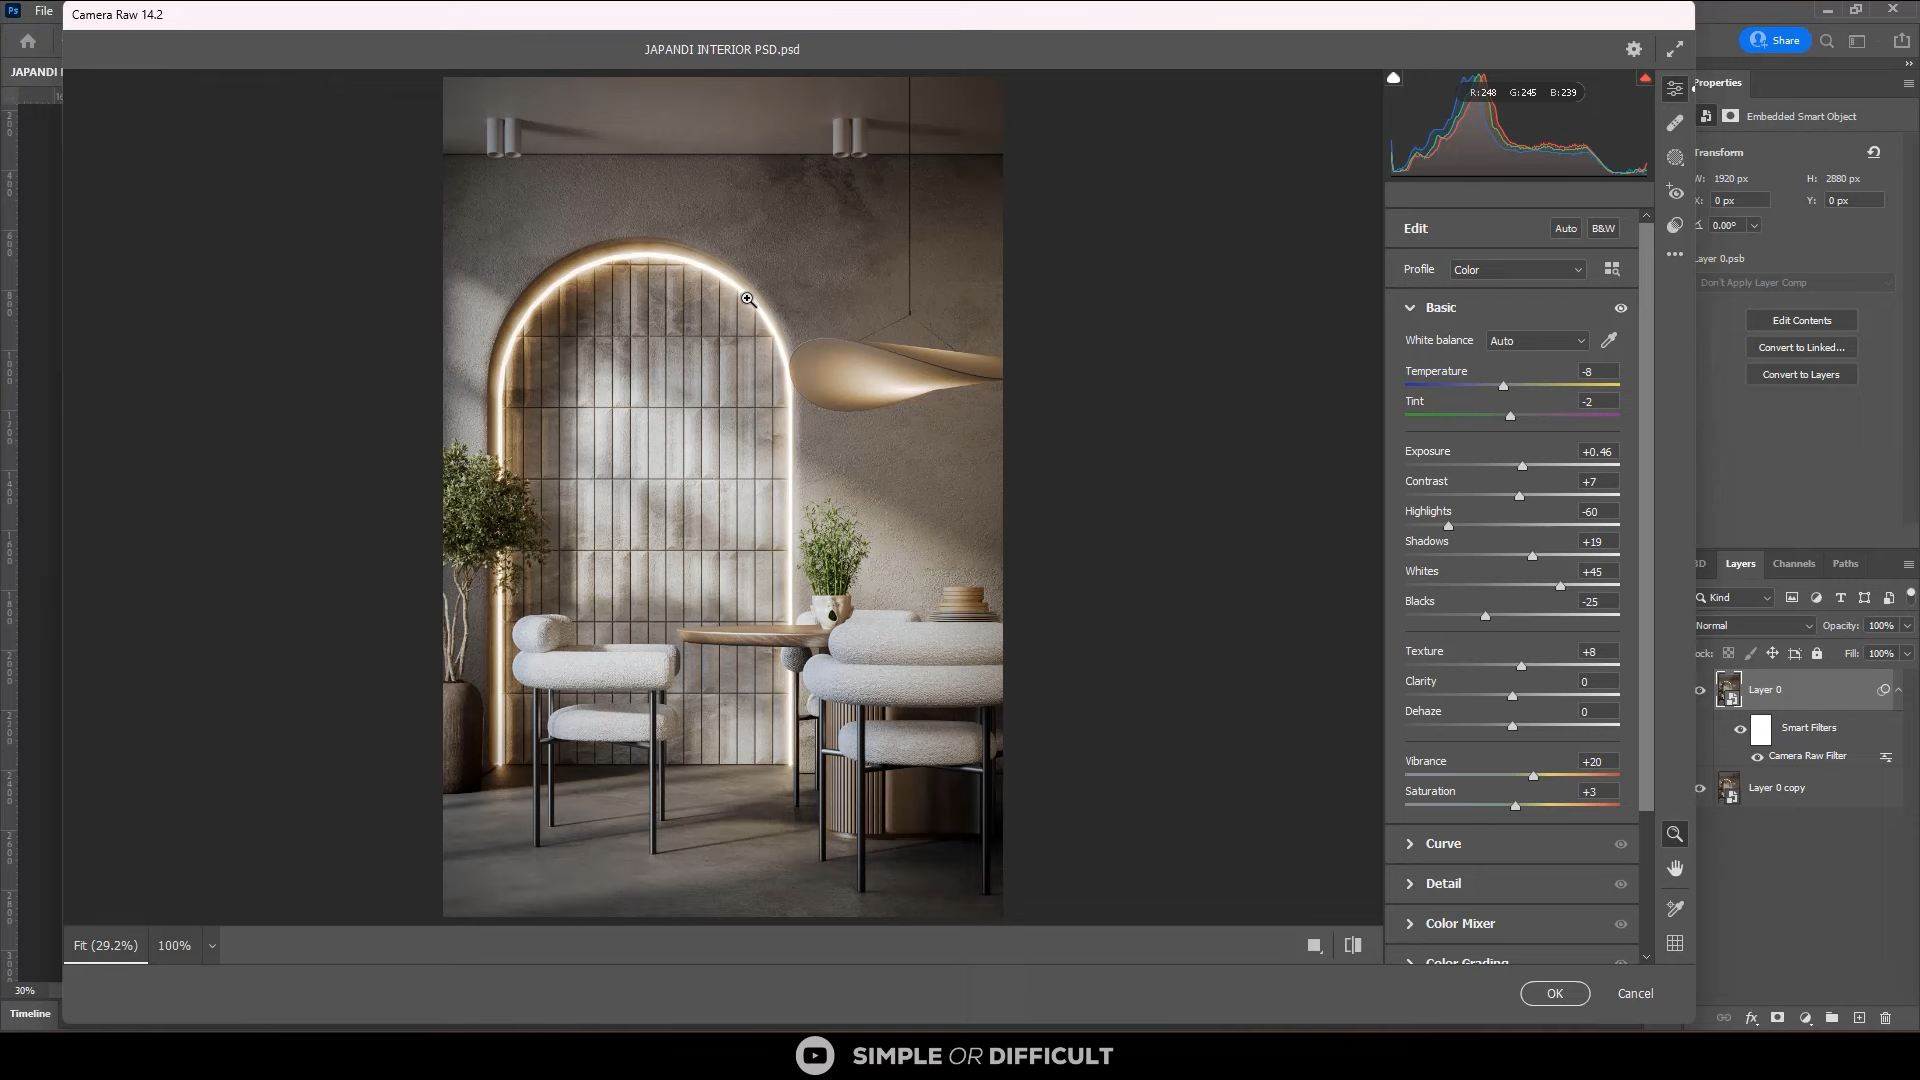 Ps File
Camera Raw 14.2
JAPANDI INTERIOR PSD.psd
Share
JAPANDI I
R:248 G:245 B:239
Properties
Embedded Smart Object
Transform
W: 1920 px H: 2880 px
X: 0 px Y: 0 px
0.00°
Layer 0.psb
Don't Apply Layer Comp
Edit Contents
Convert to Linked...
Convert to Layers
Edit Auto B&W
Profile Color
Basic
White balance Auto
Temperature -8
Tint -2
Exposure +0.46
Contrast +7
Highlights -60
Shadows +19
Whites +45
Blacks -25
Texture +8
Clarity 0
Dehaze 0
Vibrance +20
Saturation +3
Curve
Detail
Color Mixer
Color Grading
3D Layers Channels Paths
Kind
Normal Opacity: 100%
ock: Fill: 100%
Layer 0
Smart Filters
Camera Raw Filter
Layer 0 copy
Fit (29.2%) 100%
OK Cancel
30%
Timeline
SIMPLE OR DIFFICULT